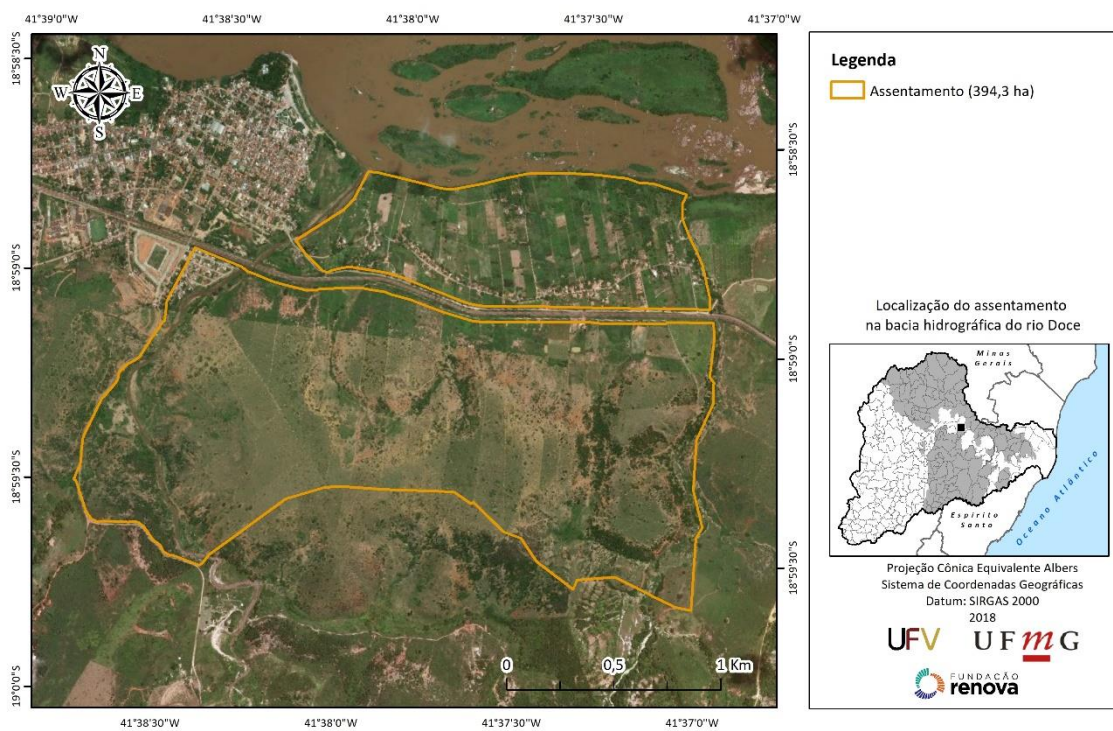 41°39'0"W 41°38'30"W 41°38'0"W 41°37'30"W 41°37'0"W
18°58'30"S
18°59'0"S
18°59'30"S
19°0'0"S
N
W E
S
18°58'30"S
18°59'0"S
18°59'30"S
0 0,5 1 Km
41°38'30"W 41°38'0"W 41°37'30"W 41°37'0"W
Legenda
Assentamento (394,3 ha)
Localização do assentamento
na bacia hidrográfica do rio Doce
Minas
Gerais
Espírito
Santo
Oceano Atlântico
Projeção Cônica Equivalente Albers
Sistema de Coordenadas Geográficas
Datum: SIRGAS 2000
2018
UFV UFmG
FUNDAÇÃO
renova